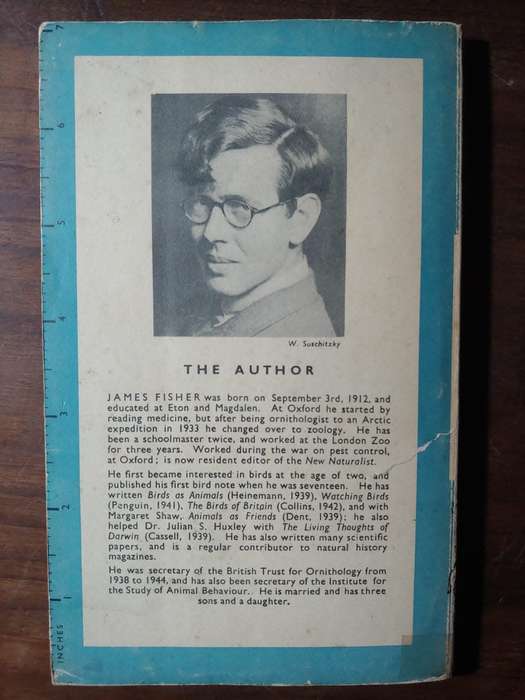 7
6
5
4
3
2
1
INCHES
W. Suschitzky
THE AUTHOR
JAMES FISHER was born on September 3rd, 1912, and
educated at Eton and Magdalen. At Oxford he started by
reading medicine, but after being ornithologist to an Arctic
expedition in 1933 he changed over to zoology. He has
been a schoolmaster twice, and worked at the London Zoo
for three years. Worked during the war on pest control,
at Oxford; is now resident editor of the New Naturalist.
He first became interested in birds at the age of two, and
published his first bird note when he was seventeen. He has
written Birds as Animals (Heinemann, 1939), Watching Birds
(Penguin, 1941), The Birds of Britain (Collins, 1942), and with
Margaret Shaw, Animals as Friends (Dent, 1939); he also
helped Dr. Julian S. Huxley with The Living Thoughts of
Darwin (Cassell, 1939). He has also written many scientific
papers, and is a regular contributor to natural history
magazines.
He was secretary of the British Trust for Ornithology from
1938 to 1944, and has also been secretary of the Institute for
the Study of Animal Behaviour. He is married and has three
sons and a daughter.